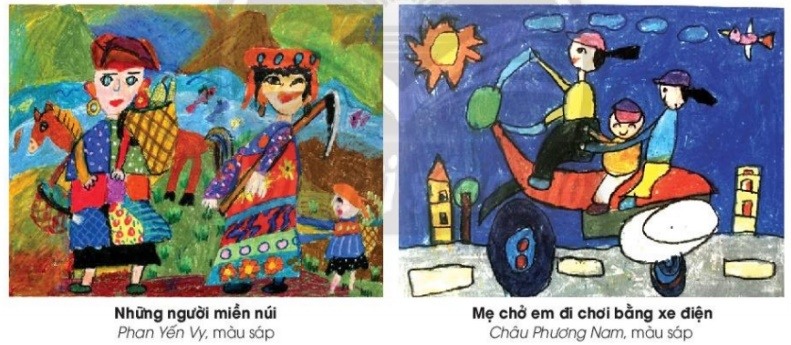 Những người miền núi
Phan Yến Vy, màu sáp
Mẹ chở em đi chơi bằng xe điện
Châu Phương Nam, màu sáp